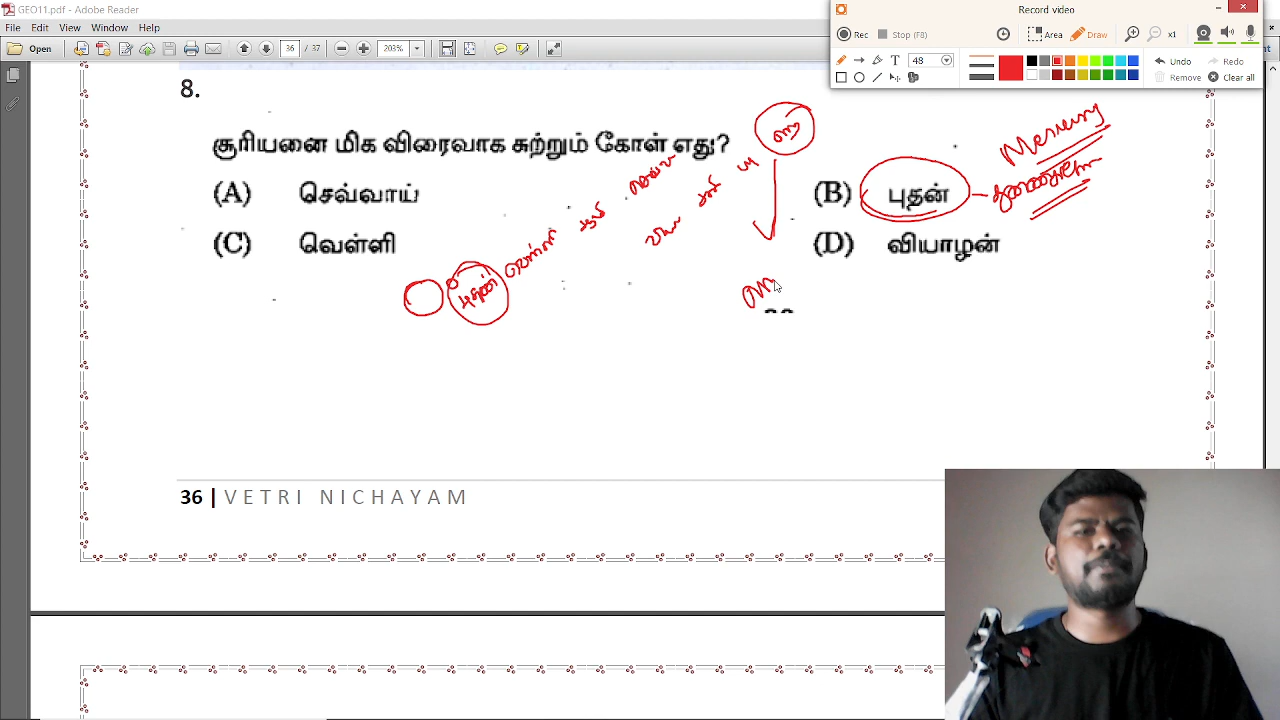 GEO11.pdf - Adobe Reader
File Edit View Window Help
Open 36 / 37 203%
Record video
Rec Stop (F8) Area Draw x1
T 48 Undo Redo
Remove Clear all
8.
சூரியனை மிக விரைவாக சுற்றும் கோள் எது?
(A) செவ்வாய் (B) புதன்
Mercury
(C) வெள்ளி (D) வியாழன்
புதன்
36 | VETRI NICHAYAM